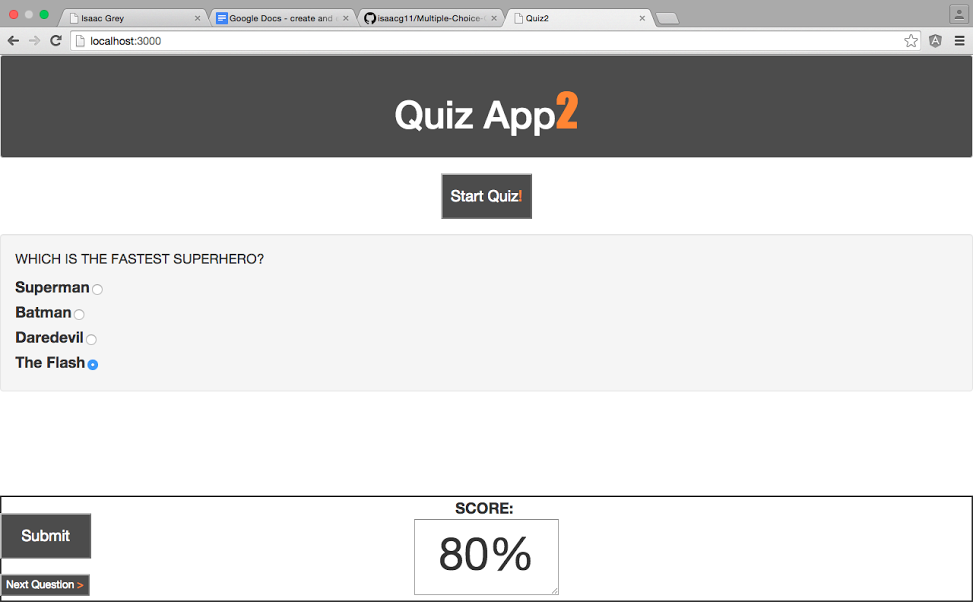 Isaac Grey
Google Docs - create and
isaacg11/Multiple-Choice-
Quiz2
localhost:3000
Quiz App2
Start Quiz!
WHICH IS THE FASTEST SUPERHERO?
Superman
Batman
Daredevil
The Flash
SCORE:
Submit
80%
Next Question >